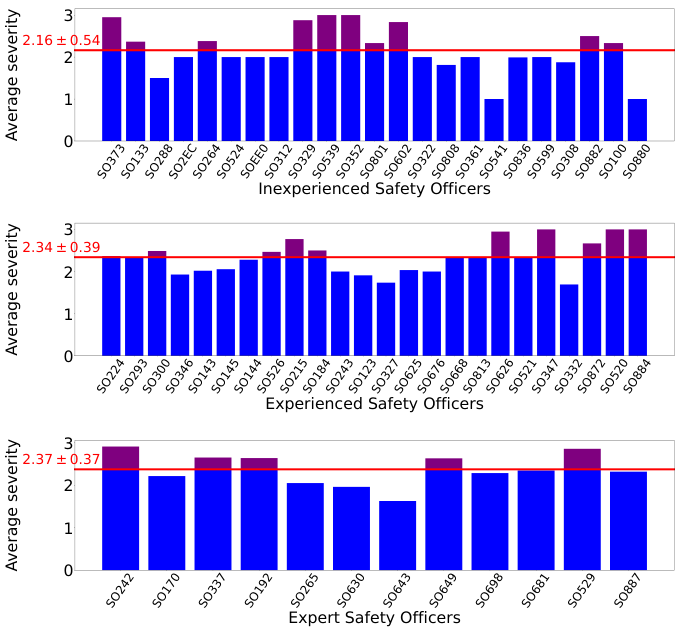 Average severity
3
2.16 ± 0.54
2
1
0
SO373 SO133 SO288 SO2EC SO264 SO524 SOEE0 SO312 SO329 SO539 SO352 SO801 SO602 SO322 SO808 SO361 SO541 SO836 SO599 SO308 SO882 SO100 SO880
Inexperienced Safety Officers
Average severity
3
2.34 ± 0.39
2
1
0
SO224 SO293 SO300 SO346 SO143 SO145 SO144 SO526 SO215 SO184 SO243 SO123 SO327 SO625 SO676 SO668 SO813 SO626 SO521 SO347 SO332 SO872 SO520 SO884
Experienced Safety Officers
Average severity
3
2.37 ± 0.37
2
1
0
SO242 SO170 SO337 SO192 SO265 SO630 SO643 SO649 SO698 SO681 SO529 SO887
Expert Safety Officers